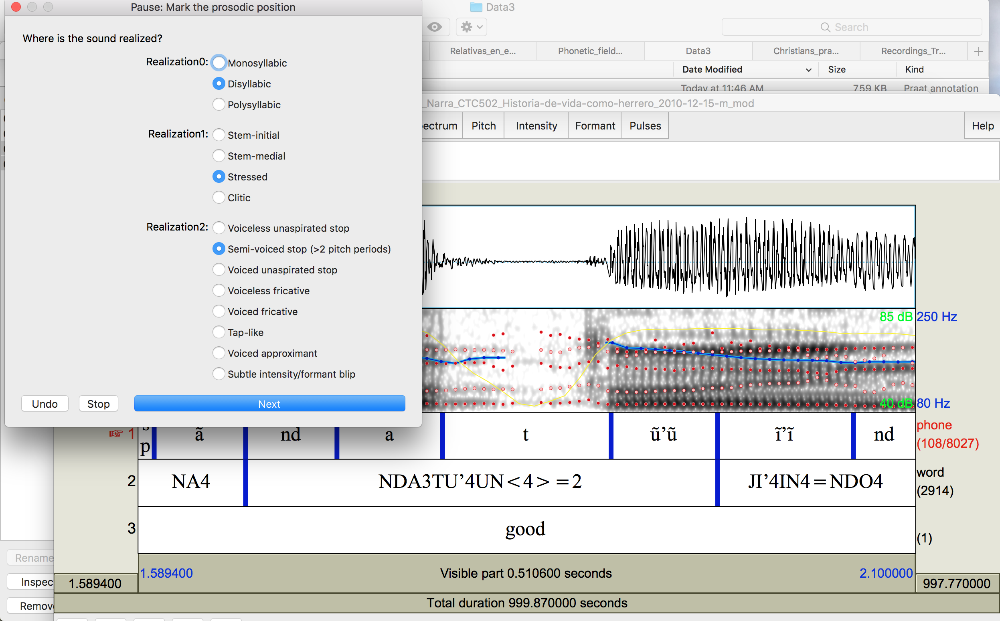 Pause: Mark the prosodic position
Data3
Search
Relativas_en_e...
Phonetic_field...
Data3
Christians_pra...
Recordings_Tr...
Date Modified
Size
Kind
Today at 11:46 AM
759 KB
Praat annotation
_Narra_CTC502_Historia-de-vida-como-herrero_2010-12-15-m_mod
Pitch
Intensity
Formant
Pulses
Help
Where is the sound realized?
Realization0:
Monosyllabic
Disyllabic
Polysyllabic
Realization1:
Stem-initial
Stem-medial
Stressed
Clitic
Realization2:
Voiceless unaspirated stop
Semi-voiced stop (>2 pitch periods)
Voiced unaspirated stop
Voiceless fricative
Voiced fricative
Tap-like
Voiced approximant
Subtle intensity/formant blip
Undo
Stop
Next
85 dB
250 Hz
40 dB
80 Hz
1
sp
ã
nd
a
t
ũ’ũ
ĩ’ĩ
nd
phone
(108/8027)
2
NA4
NDA3TU’4UN<4>=2
JI’4IN4=NDO4
word
(2914)
3
good
(1)
Rename
Inspec
Remov
1.589400
1.589400
Visible part 0.510600 seconds
2.100000
997.770000
Total duration 999.870000 seconds